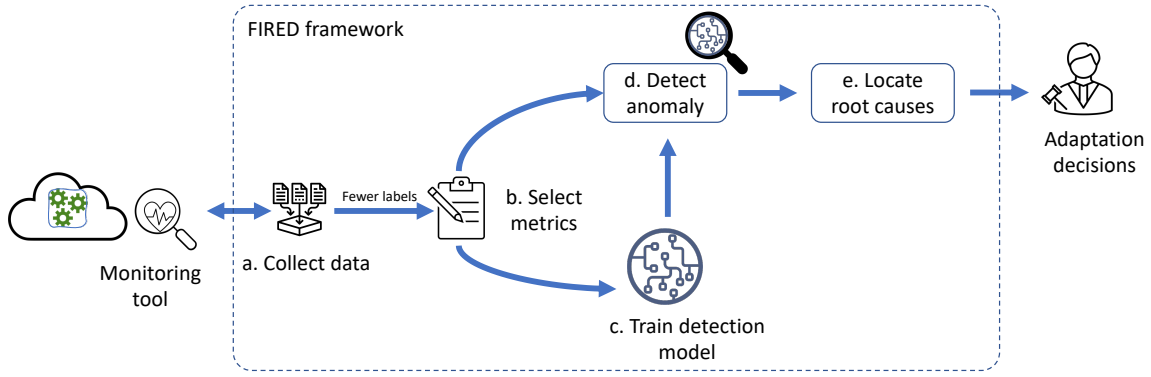 FIRED framework
d. Detect
anomaly
e. Locate
root causes
Adaptation
decisions
Fewer labels
b. Select
metrics
Monitoring
tool
a. Collect data
c. Train detection
model